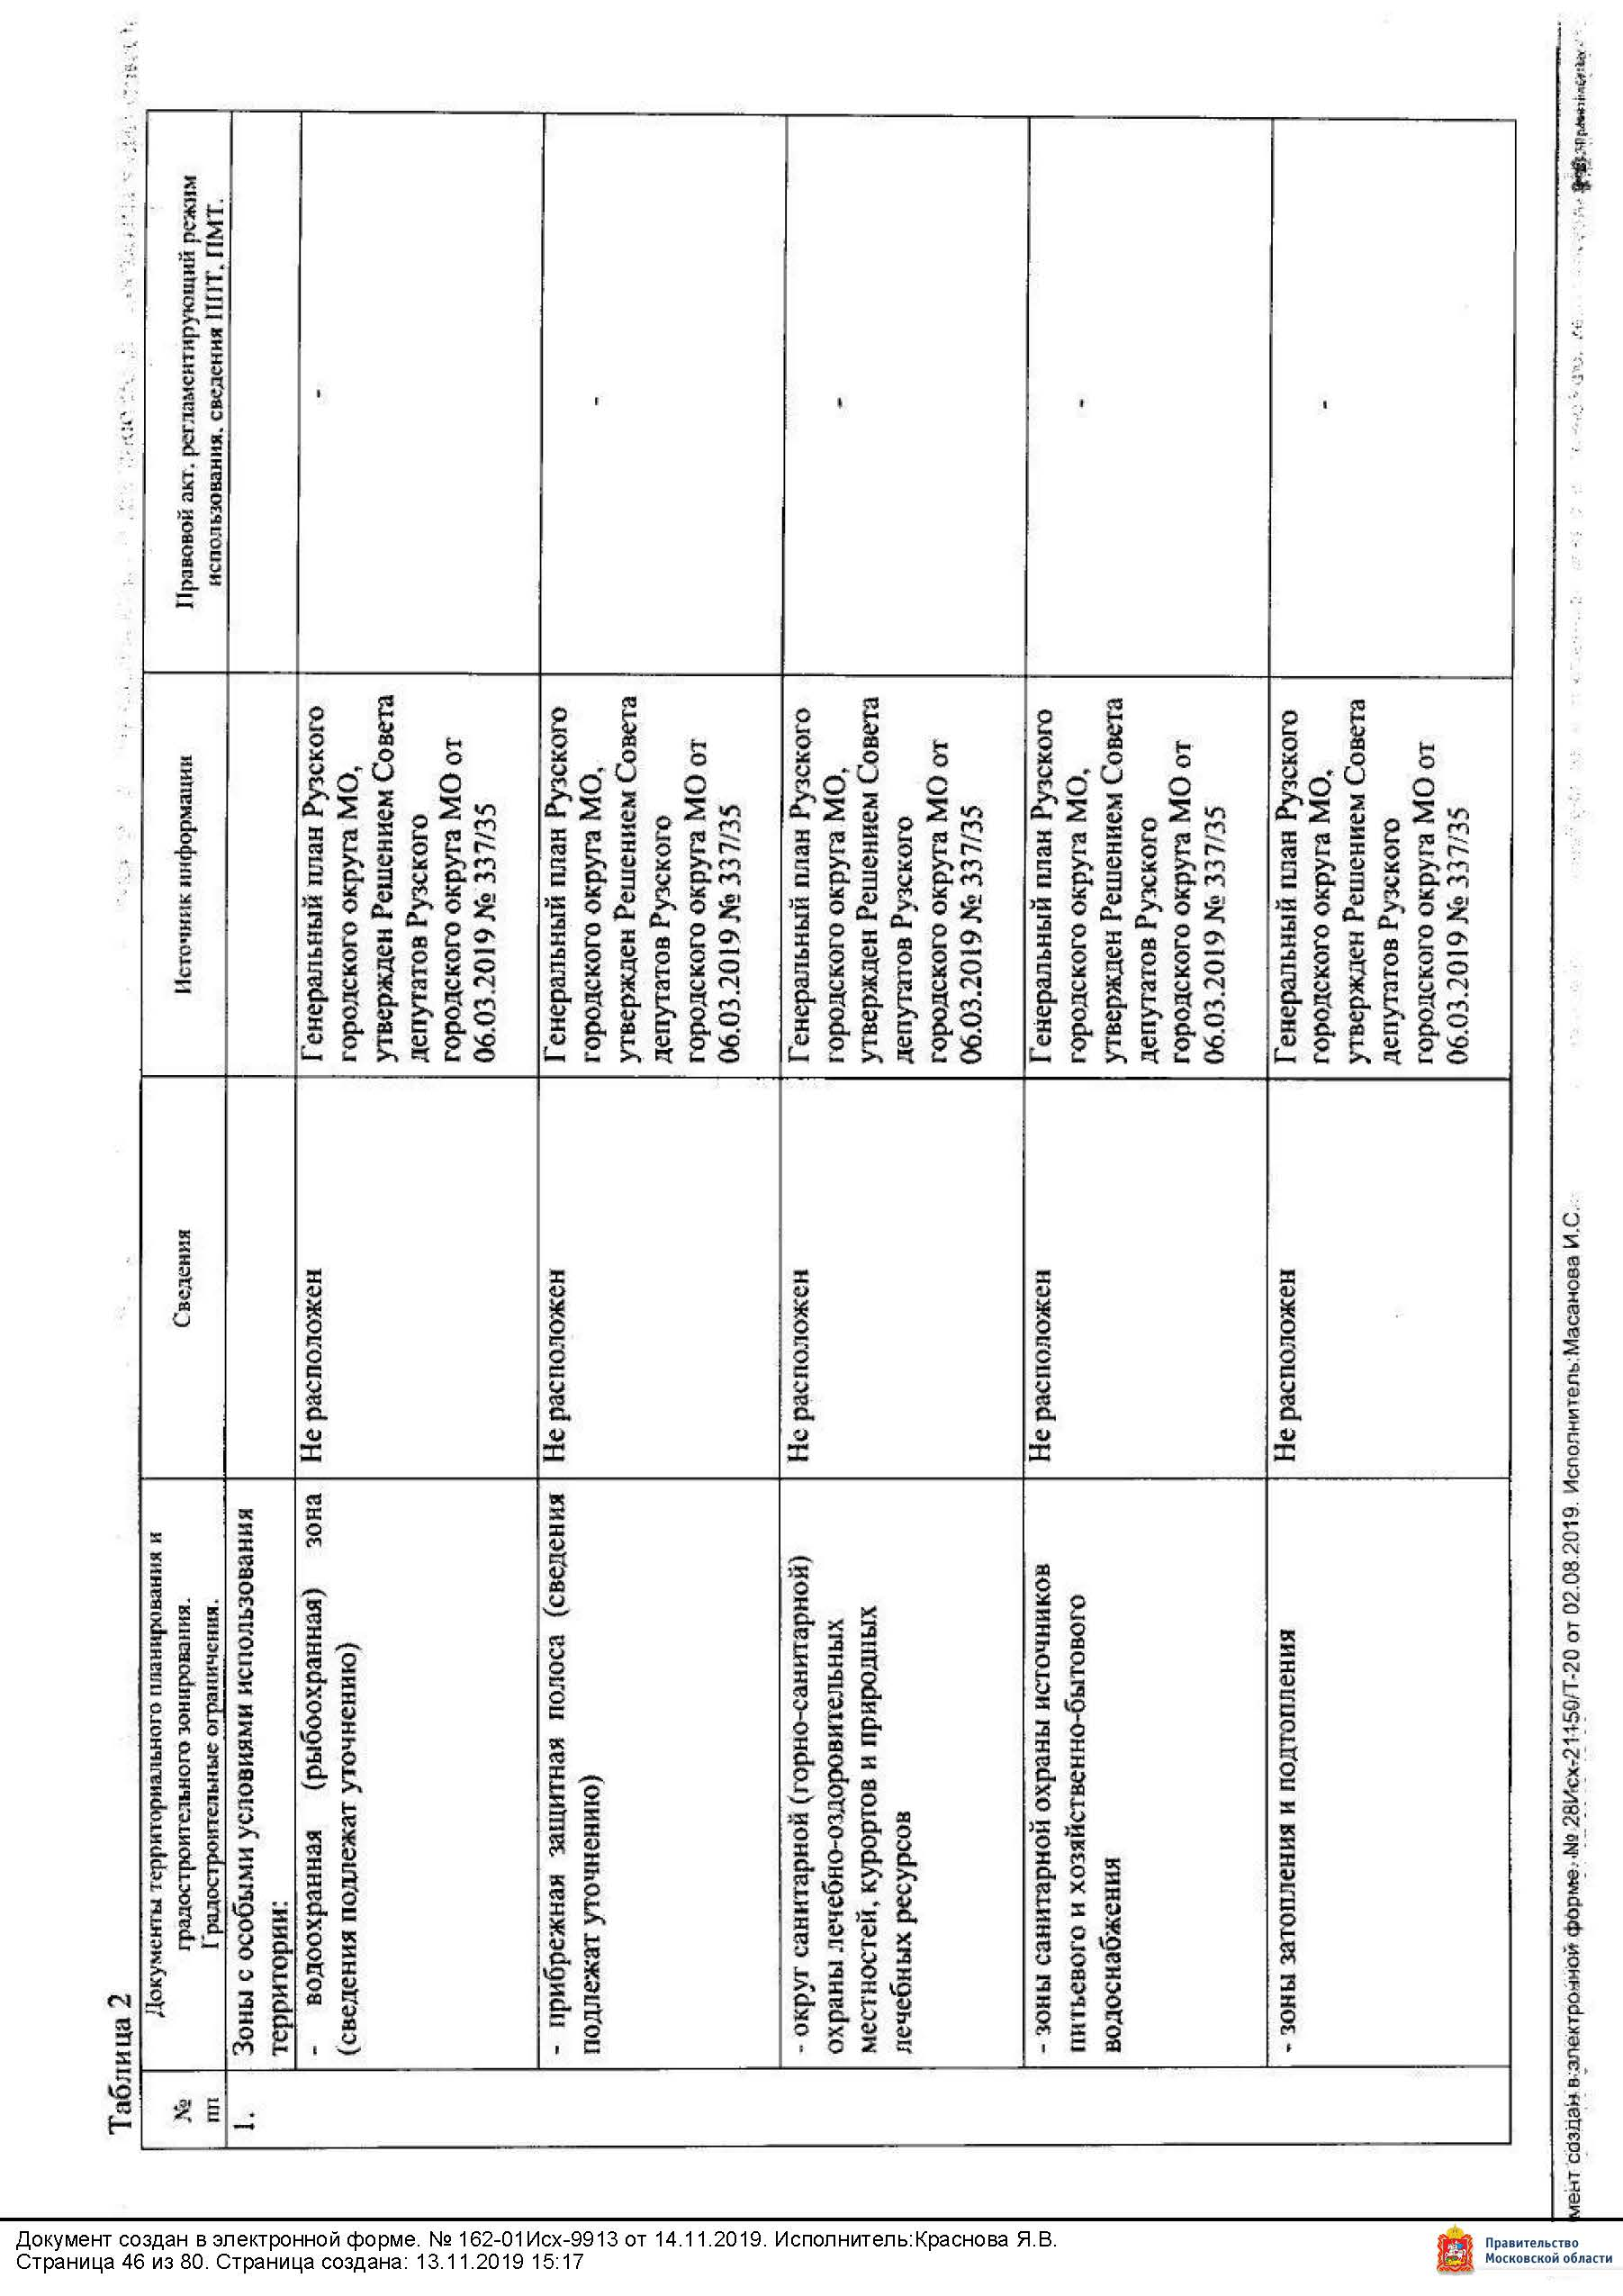 Таблица 2
№
пп
Документы территориального планирования и
градостроительного зонирования.
Градостроительные ограничения.
Сведения
Источник информации
Правовой акт, регламентирующий режим
использования, сведения ППТ, ПМТ.
1.
Зоны с особыми условиями использования
территории:
- водоохранная (рыбоохранная) зона
(сведения подлежат уточнению)
Не расположен
Генеральный план Рузского
городского округа МО,
утвержден Решением Совета
депутатов Рузского
городского округа МО от
06.03.2019 № 337/35
-
- прибрежная защитная полоса (сведения
подлежат уточнению)
Не расположен
Генеральный план Рузского
городского округа МО,
утвержден Решением Совета
депутатов Рузского
городского округа МО от
06.03.2019 № 337/35
-
- округ санитарной (горно-санитарной)
охраны лечебно-оздоровительных
местностей, курортов и природных
лечебных ресурсов
Не расположен
Генеральный план Рузского
городского округа МО,
утвержден Решением Совета
депутатов Рузского
городского округа МО от
06.03.2019 № 337/35
-
- зоны санитарной охраны источников
питьевого и хозяйственно-бытового
водоснабжения
Не расположен
Генеральный план Рузского
городского округа МО,
утвержден Решением Совета
депутатов Рузского
городского округа МО от
06.03.2019 № 337/35
-
- зоны затопления и подтопления
Не расположен
Генеральный план Рузского
городского округа МО,
утвержден Решением Совета
депутатов Рузского
городского округа МО от
06.03.2019 № 337/35
-
мент создан в электронной форме. № 28Исх-21150/Т-20 от 02.08.2019. Исполнитель:Масанова И.С.
Документ создан в электронной форме. № 162-01Исх-9913 от 14.11.2019. Исполнитель:Краснова Я.В.
Страница 46 из 80. Страница создана: 13.11.2019 15:17
Правительство
Московской области